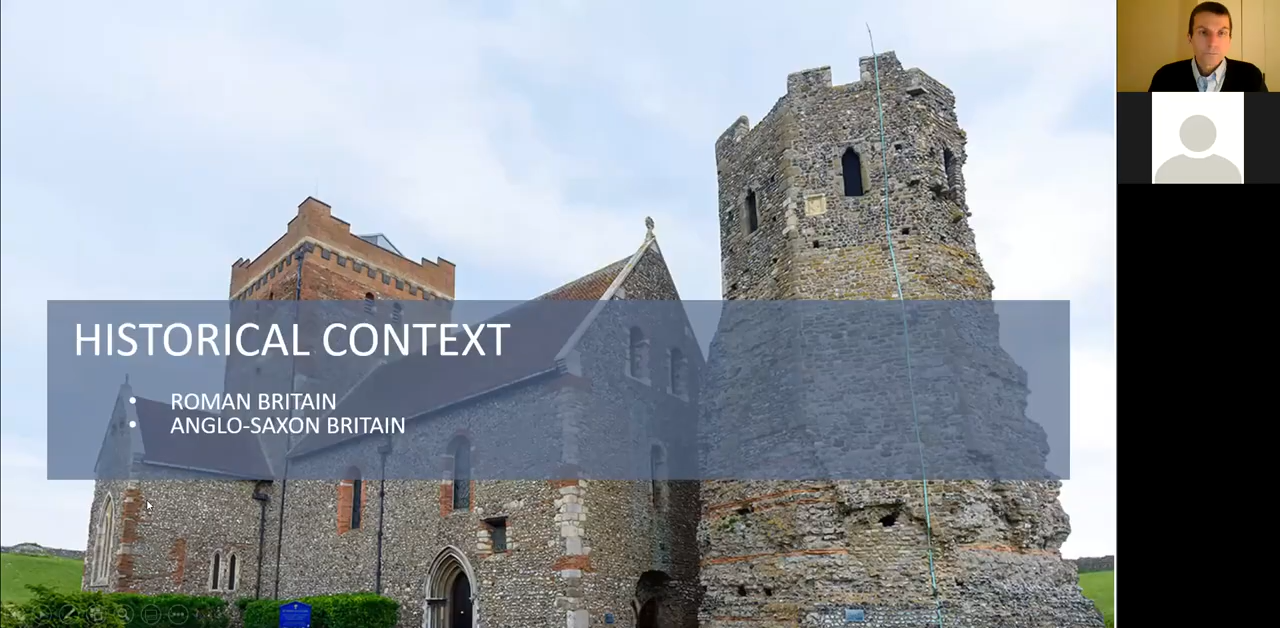 HISTORICAL CONTEXT
• ROMAN BRITAIN
• ANGLO-SAXON BRITAIN